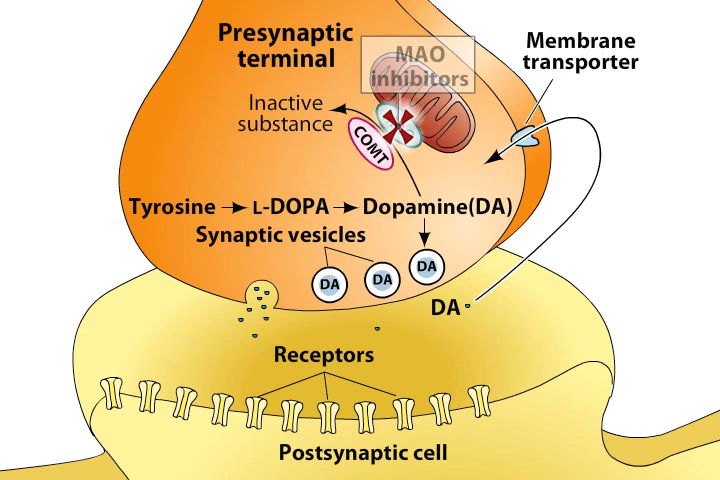 Presynaptic
terminal
MAO
inhibitors
Membrane
transporter
Inactive
substance
COMT
Tyrosine → L-DOPA → Dopamine(DA)
Synaptic vesicles
DA
DA
DA
DA
Receptors
Postsynaptic cell